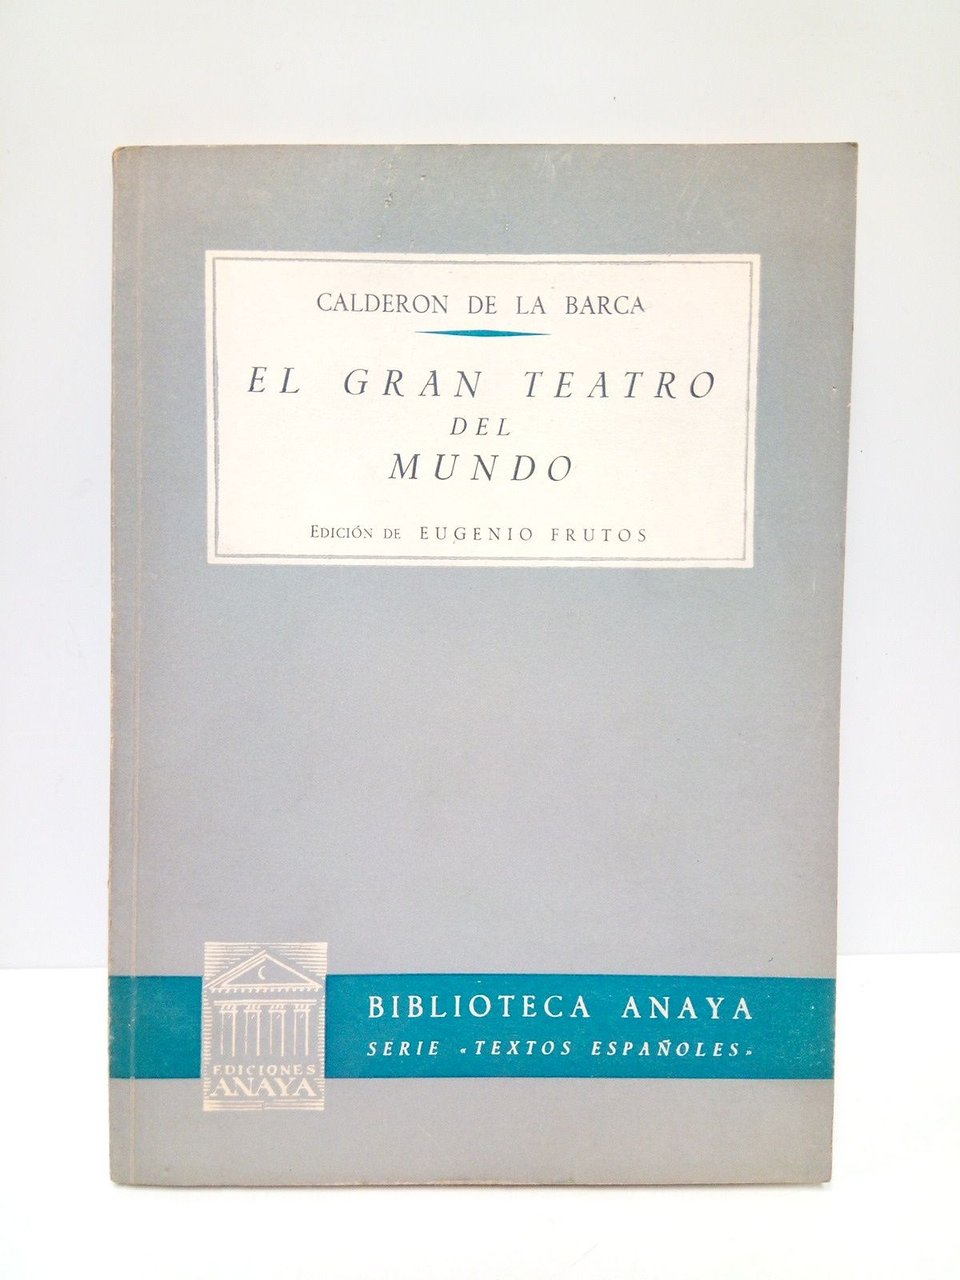 CALDERON DE LA BARCA
EL GRAN TEATRO
DEL
MUNDO
EDICIÓN DE EUGENIO FRUTOS
BIBLIOTECA ANAYA
SERIE «TEXTOS ESPAÑOLES»
EDICIONES
ANAYA